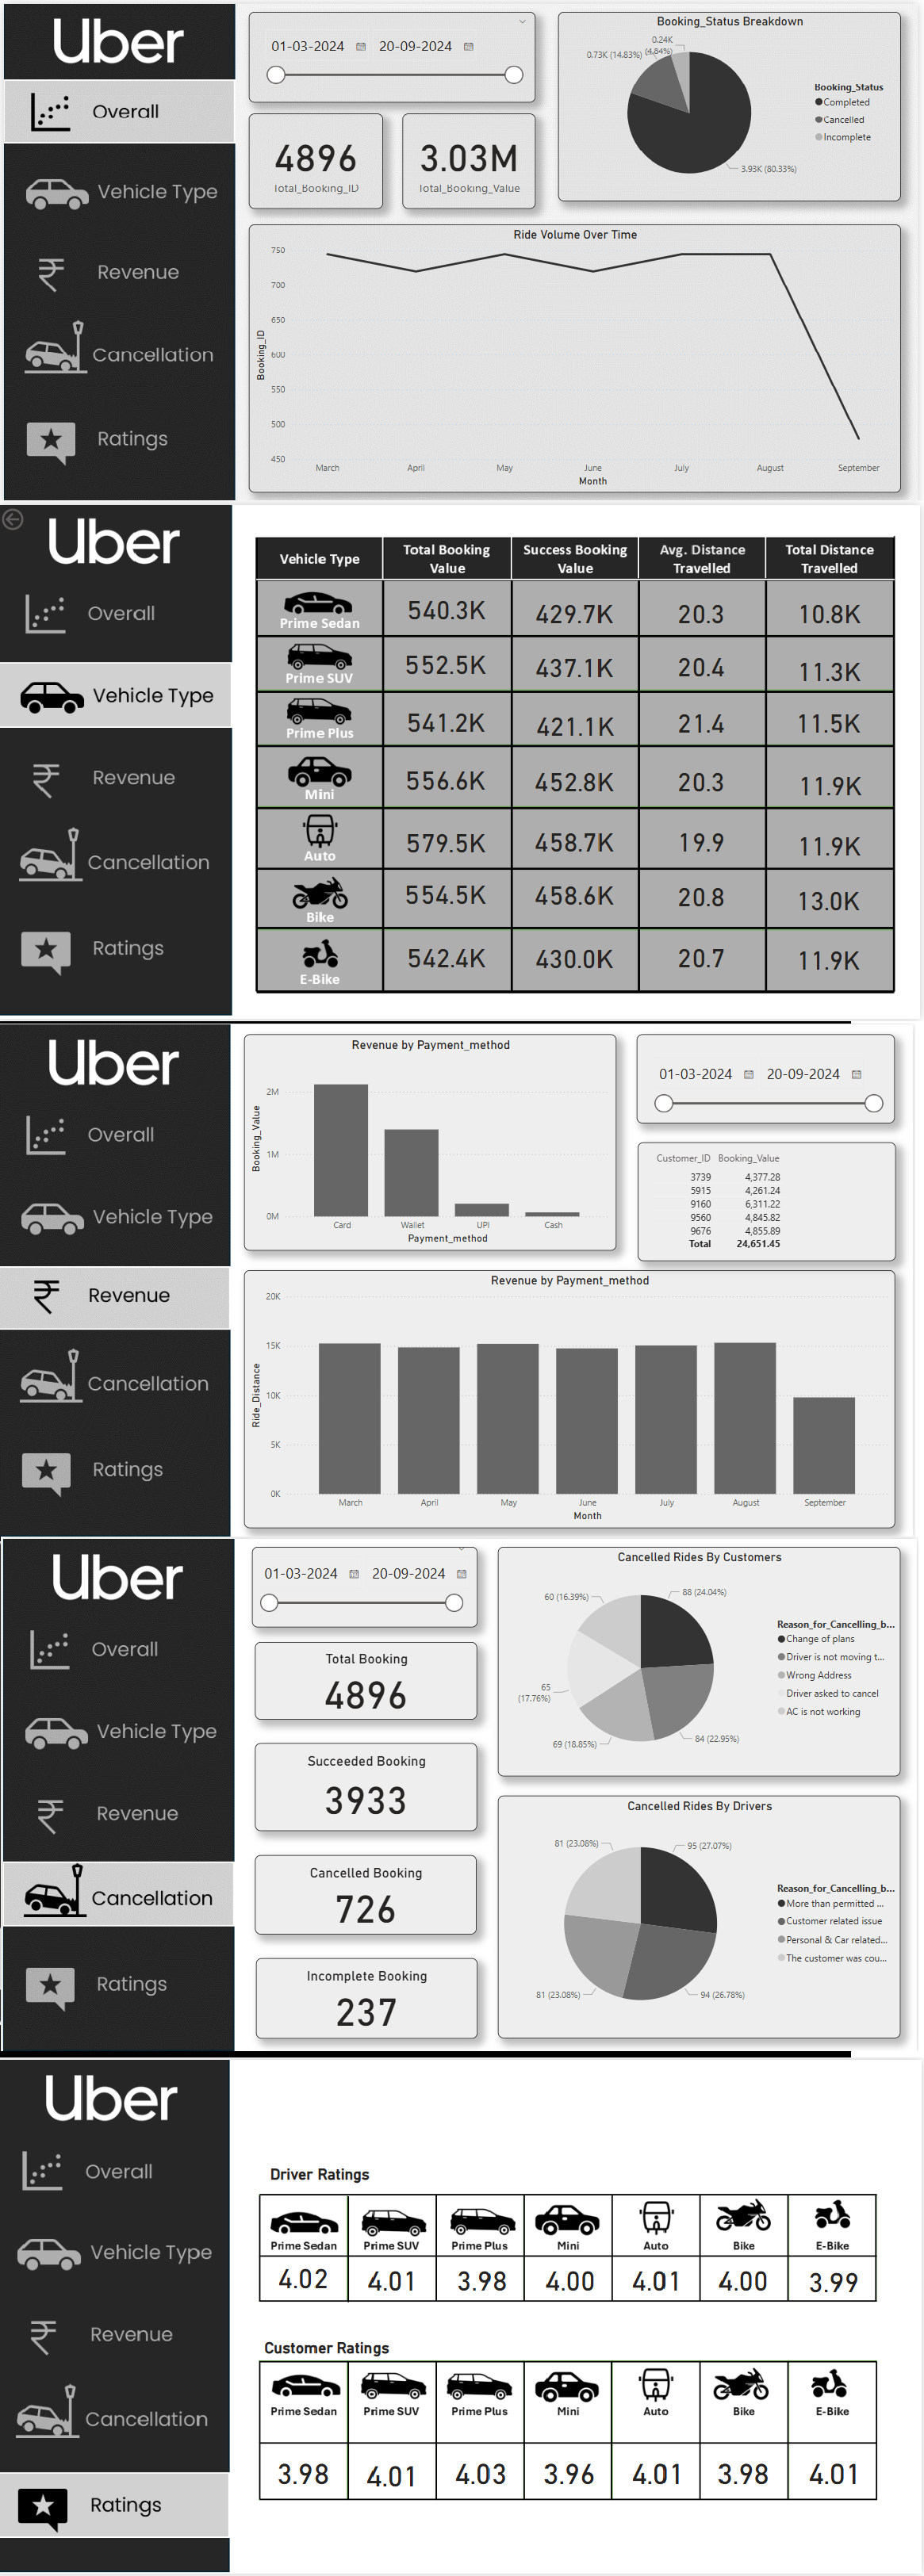 Uber
Overall
Vehicle Type
Revenue
Cancellation
Ratings
01-03-2024 20-09-2024
4896
Total_Booking_ID
3.03M
Total_Booking_Value
Booking_Status Breakdown
0.24K
(4.84%)
0.73K (14.83%)
3.93K (80.33%)
Booking_Status
Completed
Cancelled
Incomplete
Ride Volume Over Time
Booking_ID
750
700
650
600
550
500
450
March April May June July August September
Month
Uber
Overall
Vehicle Type
Revenue
Cancellation
Ratings
Vehicle Type Total Booking Value Success Booking Value Avg. Distance Travelled Total Distance Travelled
Prime Sedan 540.3K 429.7K 20.3 10.8K
Prime SUV 552.5K 437.1K 20.4 11.3K
Prime Plus 541.2K 421.1K 21.4 11.5K
Mini 556.6K 452.8K 20.3 11.9K
Auto 579.5K 458.7K 19.9 11.9K
Bike 554.5K 458.6K 20.8 13.0K
E-Bike 542.4K 430.0K 20.7 11.9K
Uber
Overall
Vehicle Type
Revenue
Cancellation
Ratings
Revenue by Payment_method
Booking_Value
2M
1M
0M
Card Wallet UPI Cash
Payment_method
01-03-2024 20-09-2024
Customer_ID Booking_Value
3739 4,377.28
5915 4,261.24
9160 6,311.22
9560 4,845.82
9676 4,855.89
Total 24,651.45
Revenue by Payment_method
Ride_Distance
20K
15K
10K
5K
0K
March April May June July August September
Month
Uber
Overall
Vehicle Type
Revenue
Cancellation
Ratings
01-03-2024 20-09-2024
Total Booking
4896
Succeeded Booking
3933
Cancelled Booking
726
Incomplete Booking
237
Cancelled Rides By Customers
60 (16.39%)
88 (24.04%)
65
(17.76%)
69 (18.85%)
84 (22.95%)
Reason_for_Cancelling_b...
Change of plans
Driver is not moving t...
Wrong Address
Driver asked to cancel
AC is not working
Cancelled Rides By Drivers
81 (23.08%)
95 (27.07%)
81 (23.08%)
94 (26.78%)
Reason_for_Cancelling_b...
More than permitted ...
Customer related issue
Personal & Car related...
The customer was cou...
Uber
Overall
Vehicle Type
Revenue
Cancellation
Ratings
Driver Ratings
Prime Sedan Prime SUV Prime Plus Mini Auto Bike E-Bike
4.02 4.01 3.98 4.00 4.01 4.00 3.99
Customer Ratings
Prime Sedan Prime SUV Prime Plus Mini Auto Bike E-Bike
3.98 4.01 4.03 3.96 4.01 3.98 4.01